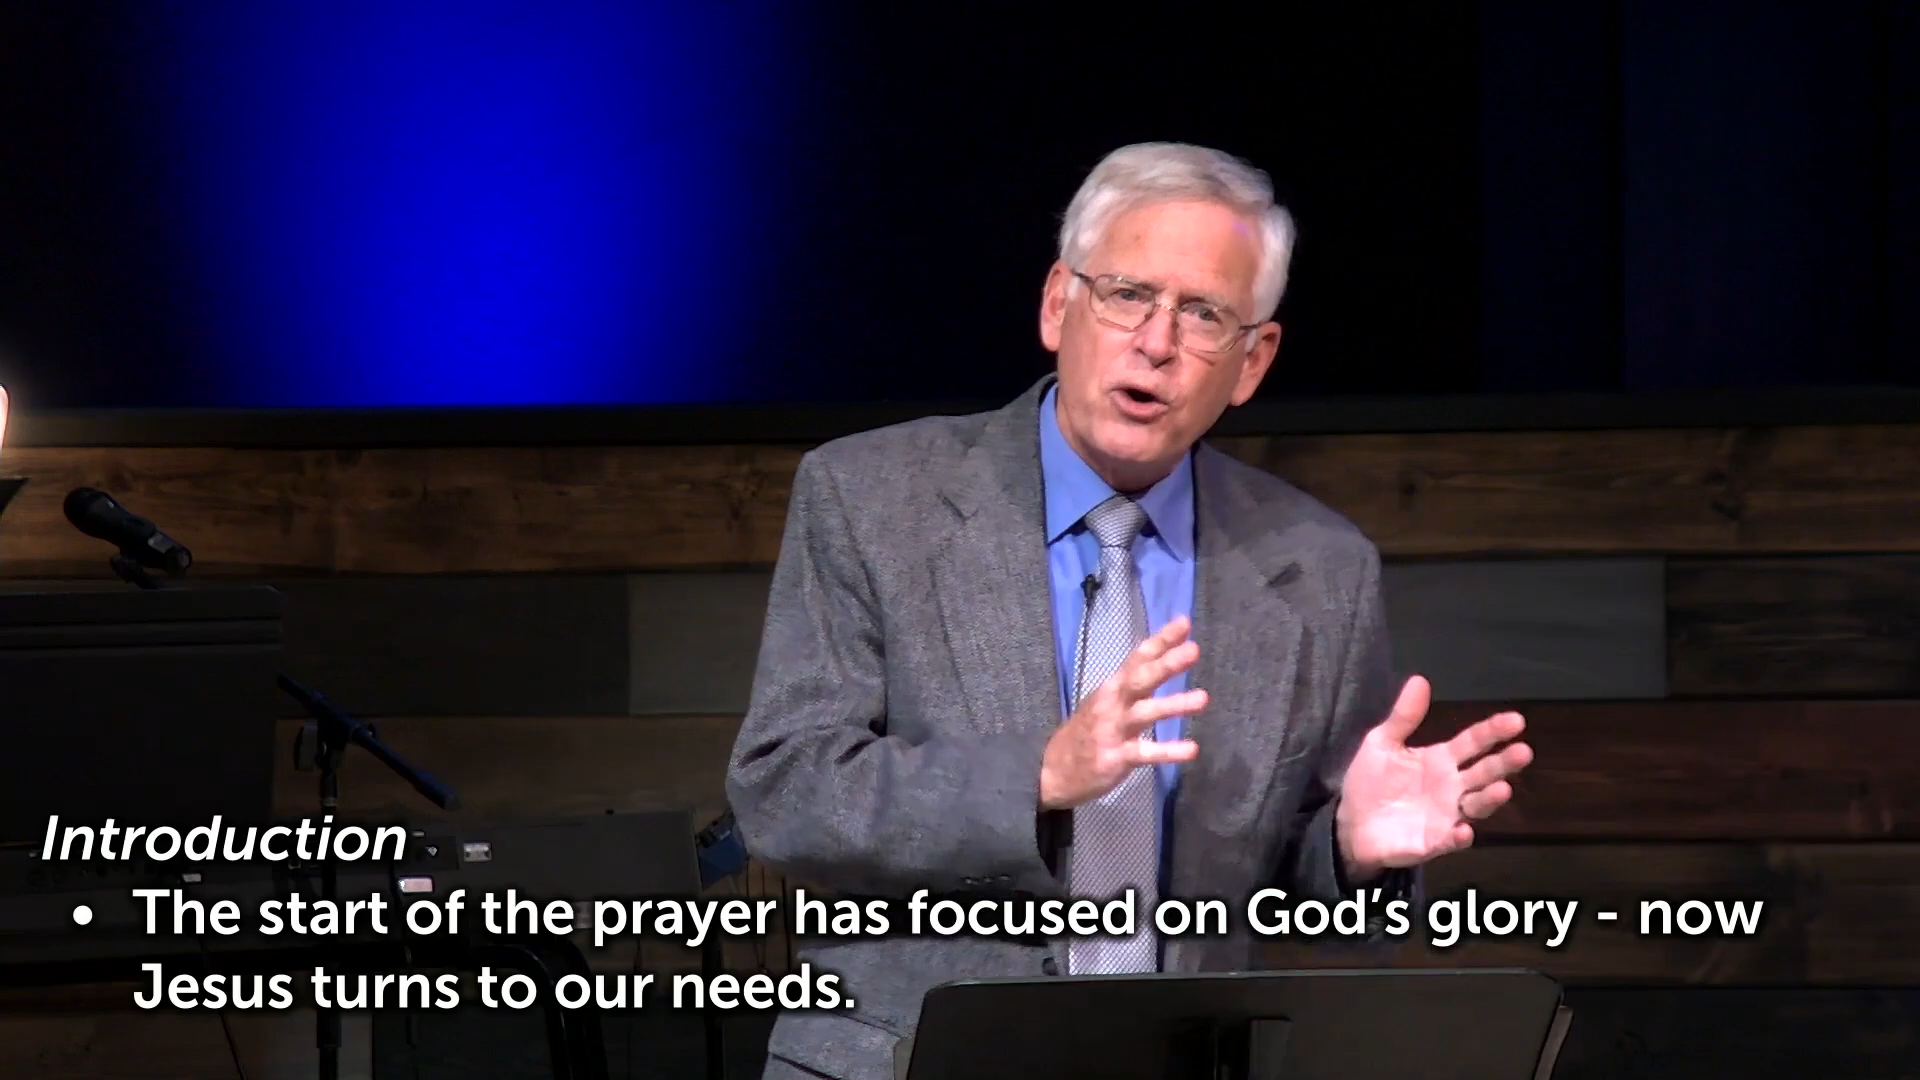 Introduction
• The start of the prayer has focused on God's glory - now
Jesus turns to our needs.